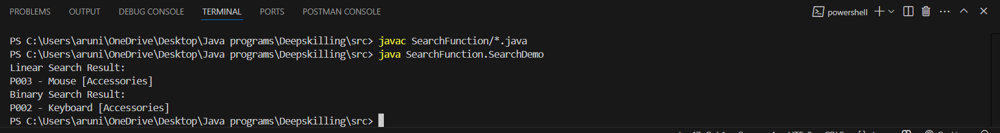 PROBLEMS OUTPUT DEBUG CONSOLE TERMINAL PORTS POSTMAN CONSOLE powershell
PS C:\Users\aruni\OneDrive\Desktop\Java programs\Deepskilling\src> javac SearchFunction/*.java
PS C:\Users\aruni\OneDrive\Desktop\Java programs\Deepskilling\src> java SearchFunction.SearchDemo
Linear Search Result:
P003 - Mouse [Accessories]
Binary Search Result:
P002 - Keyboard [Accessories]
PS C:\Users\aruni\OneDrive\Desktop\Java programs\Deepskilling\src>